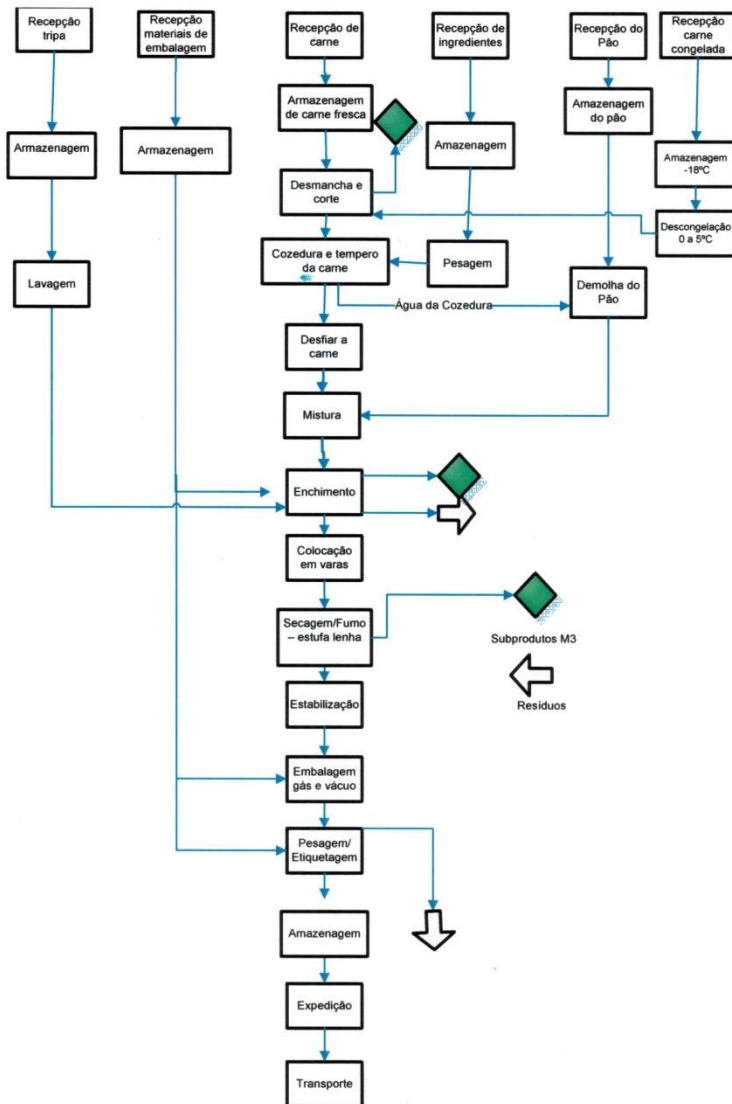 Recepção
tripa
Recepção
materiais de
embalagem
Recepção de
carne
Recepção de
ingredientes
Recepção do
Pão
Recepção
carne
congelada
Armazenagem
de carne fresca
Amazenagem
do pão
Armazenagem
Armazenagem
Amazenagem
Amazenagem
-18ºC
Desmancha e
corte
Descongelação
0 a 5ºC
Cozedura e tempero
da carne
Pesagem
Lavagem
Demolha do
Pão
Água da Cozedura
Desfiar a
carne
Mistura
Enchimento
Colocação
em varas
Secagem/Fumo
– estufa lenha
Subprodutos M3
Estabilização
Resíduos
Embalagem
gás e vácuo
Pesagem/
Etiquetagem
Amazenagem
Expedição
Transporte